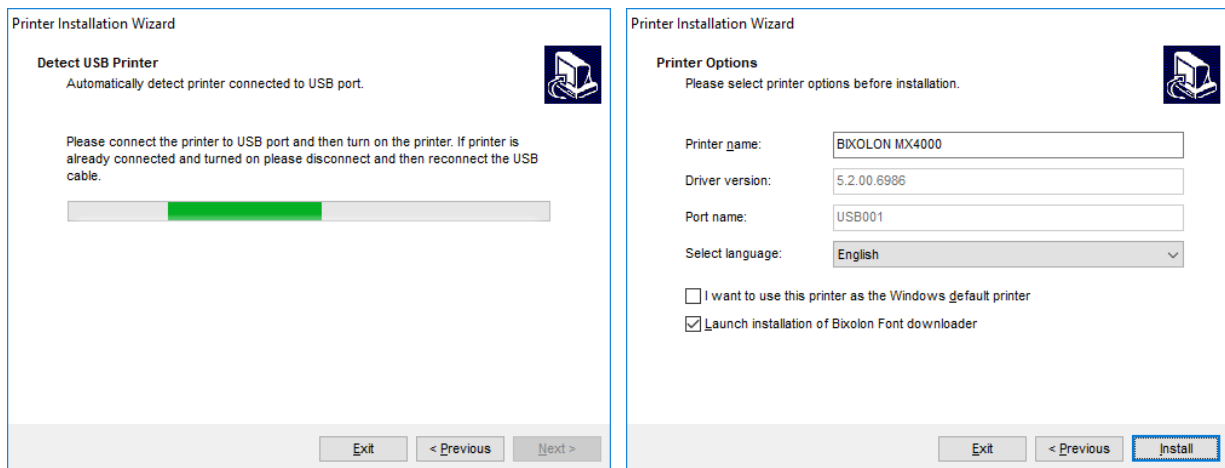 Printer Installation Wizard
Detect USB Printer
Automatically detect printer connected to USB port.
Please connect the printer to USB port and then turn on the printer. If printer is
already connected and turned on please disconnect and then reconnect the USB
cable.
Exit
< Previous
Next >
Printer Installation Wizard
Printer Options
Please select printer options before installation.
Printer name:
BIXOLON MX4000
Driver version:
5.2.00.6986
Port name:
USB001
Select language:
English
I want to use this printer as the Windows default printer
Launch installation of Bixolon Font downloader
Exit
< Previous
Install